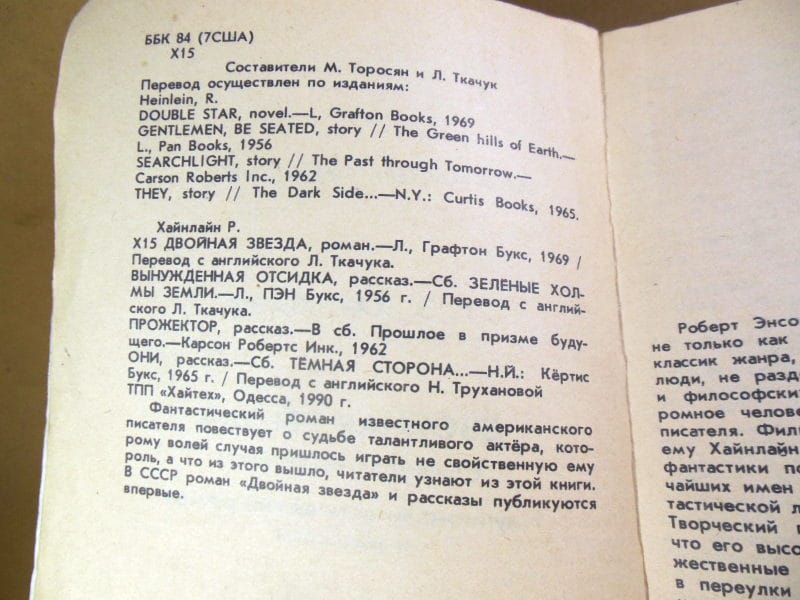 ББК 84 (7США)
Х15
Составители М. Торосян и Л. Ткачук
Перевод осуществлен по изданиям:
Heinlein, R.
DOUBLE STAR, novel.—L, Grafton Books, 1969
GENTLEMEN, BE SEATED, story // The Green hills of Earth.—
L., Pan Books, 1956
SEARCHLIGHT, story // The Past through Tomorrow.—
Carson Roberts Inc., 1962
THEY, story // The Dark Side...—N.Y.: Curtis Books, 1965.
Хайнлайн Р.
Х15 ДВОЙНАЯ ЗВЕЗДА, роман.—Л., Графтон Букс, 1969 /
Перевод с английского Л. Ткачука.
ВЫНУЖДЕННАЯ ОТСИДКА, рассказ.—Сб. ЗЕЛЕНЫЕ ХОЛ-
МЫ ЗЕМЛИ.—Л., ПЭН Букс, 1956 г. / Перевод с англий-
ского Л. Ткачука.
ПРОЖЕКТОР, рассказ.—В сб. Прошлое в призме буду-
щего.—Карсон Робертс Инк., 1962
ОНИ, рассказ.—Сб. ТЁМНАЯ СТОРОНА...—Н.Й.: Кёртис
Букс, 1965 г. / Перевод с английского Н. Трухановой
ТПП «Хайтех», Одесса, 1990 г.
Фантастический роман известного американского
писателя повествует о судьбе талантливого актёра, кото-
рому волей случая пришлось играть не свойственную ему
роль, а что из этого вышло, читатели узнают из этой книги.
В СССР роман «Двойная звезда» и рассказы публикуются
впервые.
Роберт Энсо
не только как
классик жанра,
люди, не разд
и философски
ромное челове
писателя. Фил
ему Хайнлайн
фантастики по
чайших имен
тастической л
Творческий п
что его высо
жественные
в переулки